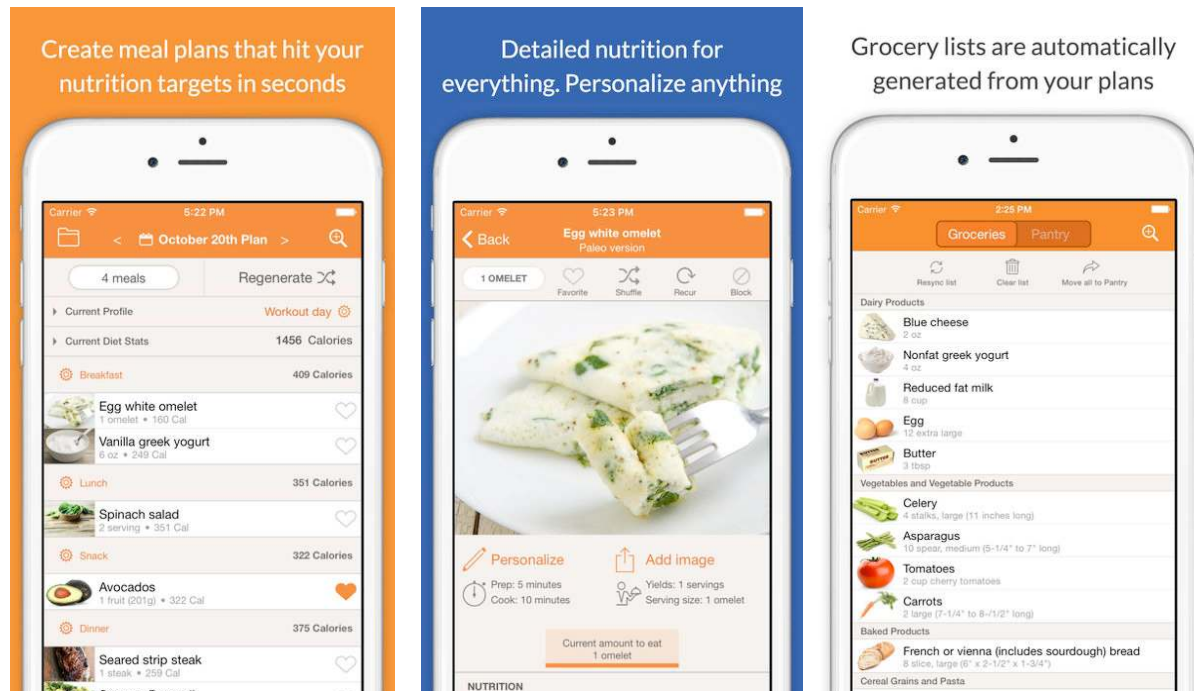 Create meal plans that hit your
nutrition targets in seconds
Carrier 5:22 PM
< October 20th Plan >
4 meals Regenerate
Current Profile Workout day
Current Diet Stats 1456 Calories
Breakfast 409 Calories
Egg white omelet
1 omelet • 160 Cal
Vanilla greek yogurt
6 oz • 249 Cal
Lunch 351 Calories
Spinach salad
2 serving • 351 Cal
Snack 322 Calories
Avocados
1 fruit (201g) • 322 Cal
Dinner 375 Calories
Seared strip steak
1 steak • 259 Cal
Detailed nutrition for
everything. Personalize anything
Carrier 5:23 PM
Back Egg white omelet
Paleo version
1 OMELET
Favorite Shuffle Recur Block
Personalize Add image
Prep: 5 minutes Yields: 1 servings
Cook: 10 minutes Serving size: 1 omelet
Current amount to eat
1 omelet
NUTRITION
Grocery lists are automatically
generated from your plans
Carrier 2:25 PM
Groceries Pantry
Resync list Clear list Move all to Pantry
Dairy Products
Blue cheese
2 oz
Nonfat greek yogurt
4 oz
Reduced fat milk
8 cup
Egg
12 extra large
BUTTER
Butter
3 tbsp
Vegetables and Vegetable Products
Celery
4 stalks, large (11 inches long)
Asparagus
10 spear, medium (5-1/4" to 7" long)
Tomatoes
2 cup cherry tomatoes
Carrots
2 large (7-1/4" to 8-/1/2" long)
Baked Products
French or vienna (includes sourdough) bread
8 slice, large (6" x 2-1/2" x 1-3/4")
Cereal Grains and Pasta